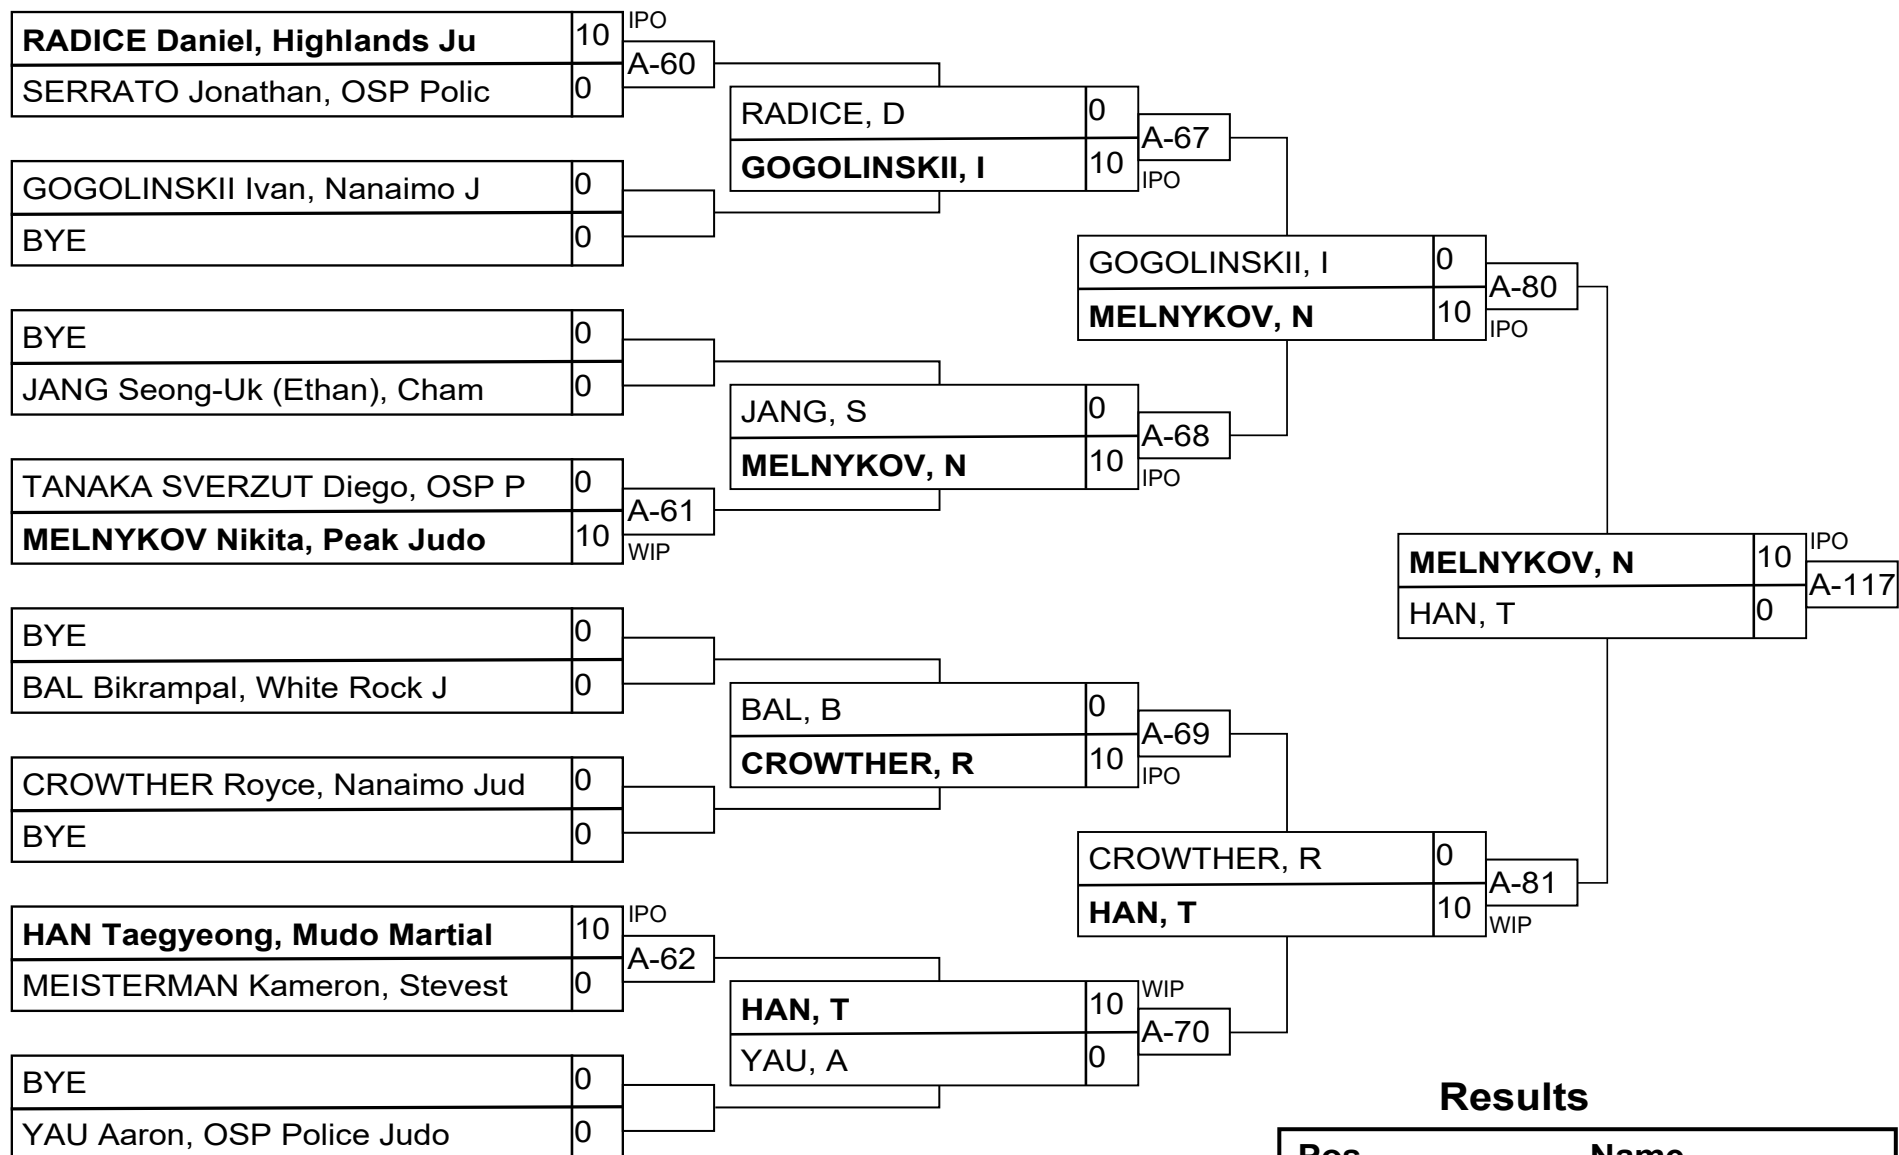 RADICE Daniel, Highlands Ju 10 IPO
SERRATO Jonathan, OSP Polic 0
A-60
GOGOLINSKII Ivan, Nanaimo J 0
BYE 0
BYE 0
JANG Seong-Uk (Ethan), Cham 0
TANAKA SVERZUT Diego, OSP P 0
MELNYKOV Nikita, Peak Judo 10 WIP
A-61
BYE 0
BAL Bikrampal, White Rock J 0
CROWTHER Royce, Nanaimo Jud 0
BYE 0
HAN Taegyeong, Mudo Martial 10 IPO
MEISTERMAN Kameron, Stevest 0
A-62
BYE 0
YAU Aaron, OSP Police Judo 0
RADICE, D 0
GOGOLINSKII, I 10 IPO
A-67
JANG, S 0
MELNYKOV, N 10 IPO
A-68
BAL, B 0
CROWTHER, R 10 IPO
A-69
HAN, T 10 WIP
YAU, A 0
A-70
GOGOLINSKII, I 0
MELNYKOV, N 10 IPO
A-80
CROWTHER, R 0
HAN, T 10 WIP
A-81
MELNYKOV, N 10 IPO
HAN, T 0
A-117
Results
Pos Name